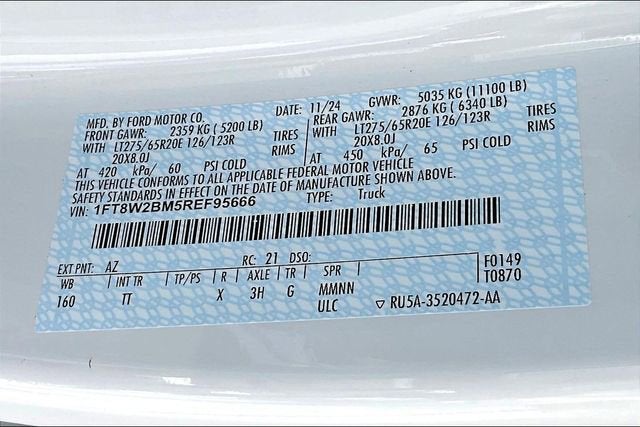 MFD. BY FORD MOTOR CO.
DATE: 11/24 GVWR: 5035 KG (11100 LB)
FRONT GAWR: 2359 KG ( 5200 LB) REAR GAWR: 2876 KG ( 6340 LB)
WITH LT275/65R20E 126/123R TIRES WITH LT275/65R20E 126/123R TIRES
20X8.0J RIMS 20X8.0J RIMS
AT 420 kPa/ 60 PSI COLD AT 450 kPa/ 65 PSI COLD
THIS VEHICLE CONFORMS TO ALL APPLICABLE FEDERAL MOTOR VEHICLE
SAFETY STANDARDS IN EFFECT ON THE DATE OF MANUFACTURE SHOWN ABOVE.
VIN: 1FT8W2BM5REF95666 TYPE: Truck
EXT PNT: AZ RC: 21 DSO: F0149
WB INT TR TP/PS R AXLE TR SPR T0870
160 TT X 3H G MMNN
ULC ▽ RU5A-3520472-AA